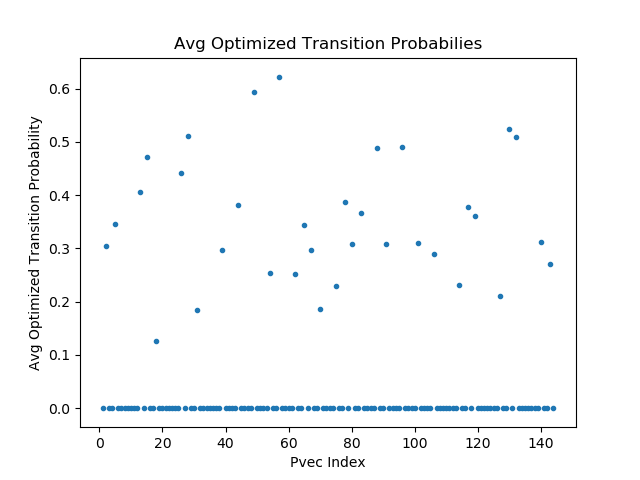 Avg Optimized Transition Probabilies
Avg Optimized Transition Probability
0.6
0.5
0.4
0.3
0.2
0.1
0.0
0 20 40 60 80 100 120 140
Pvec Index